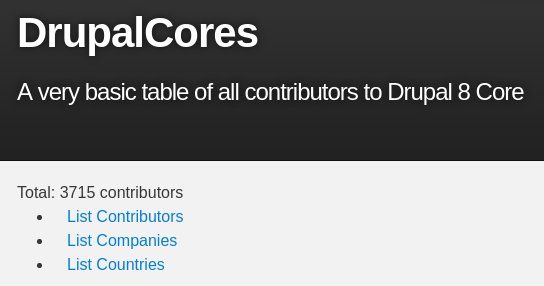 DrupalCores
A very basic table of all contributors to Drupal 8 Core
Total: 3715 contributors
List Contributors
List Companies
List Countries